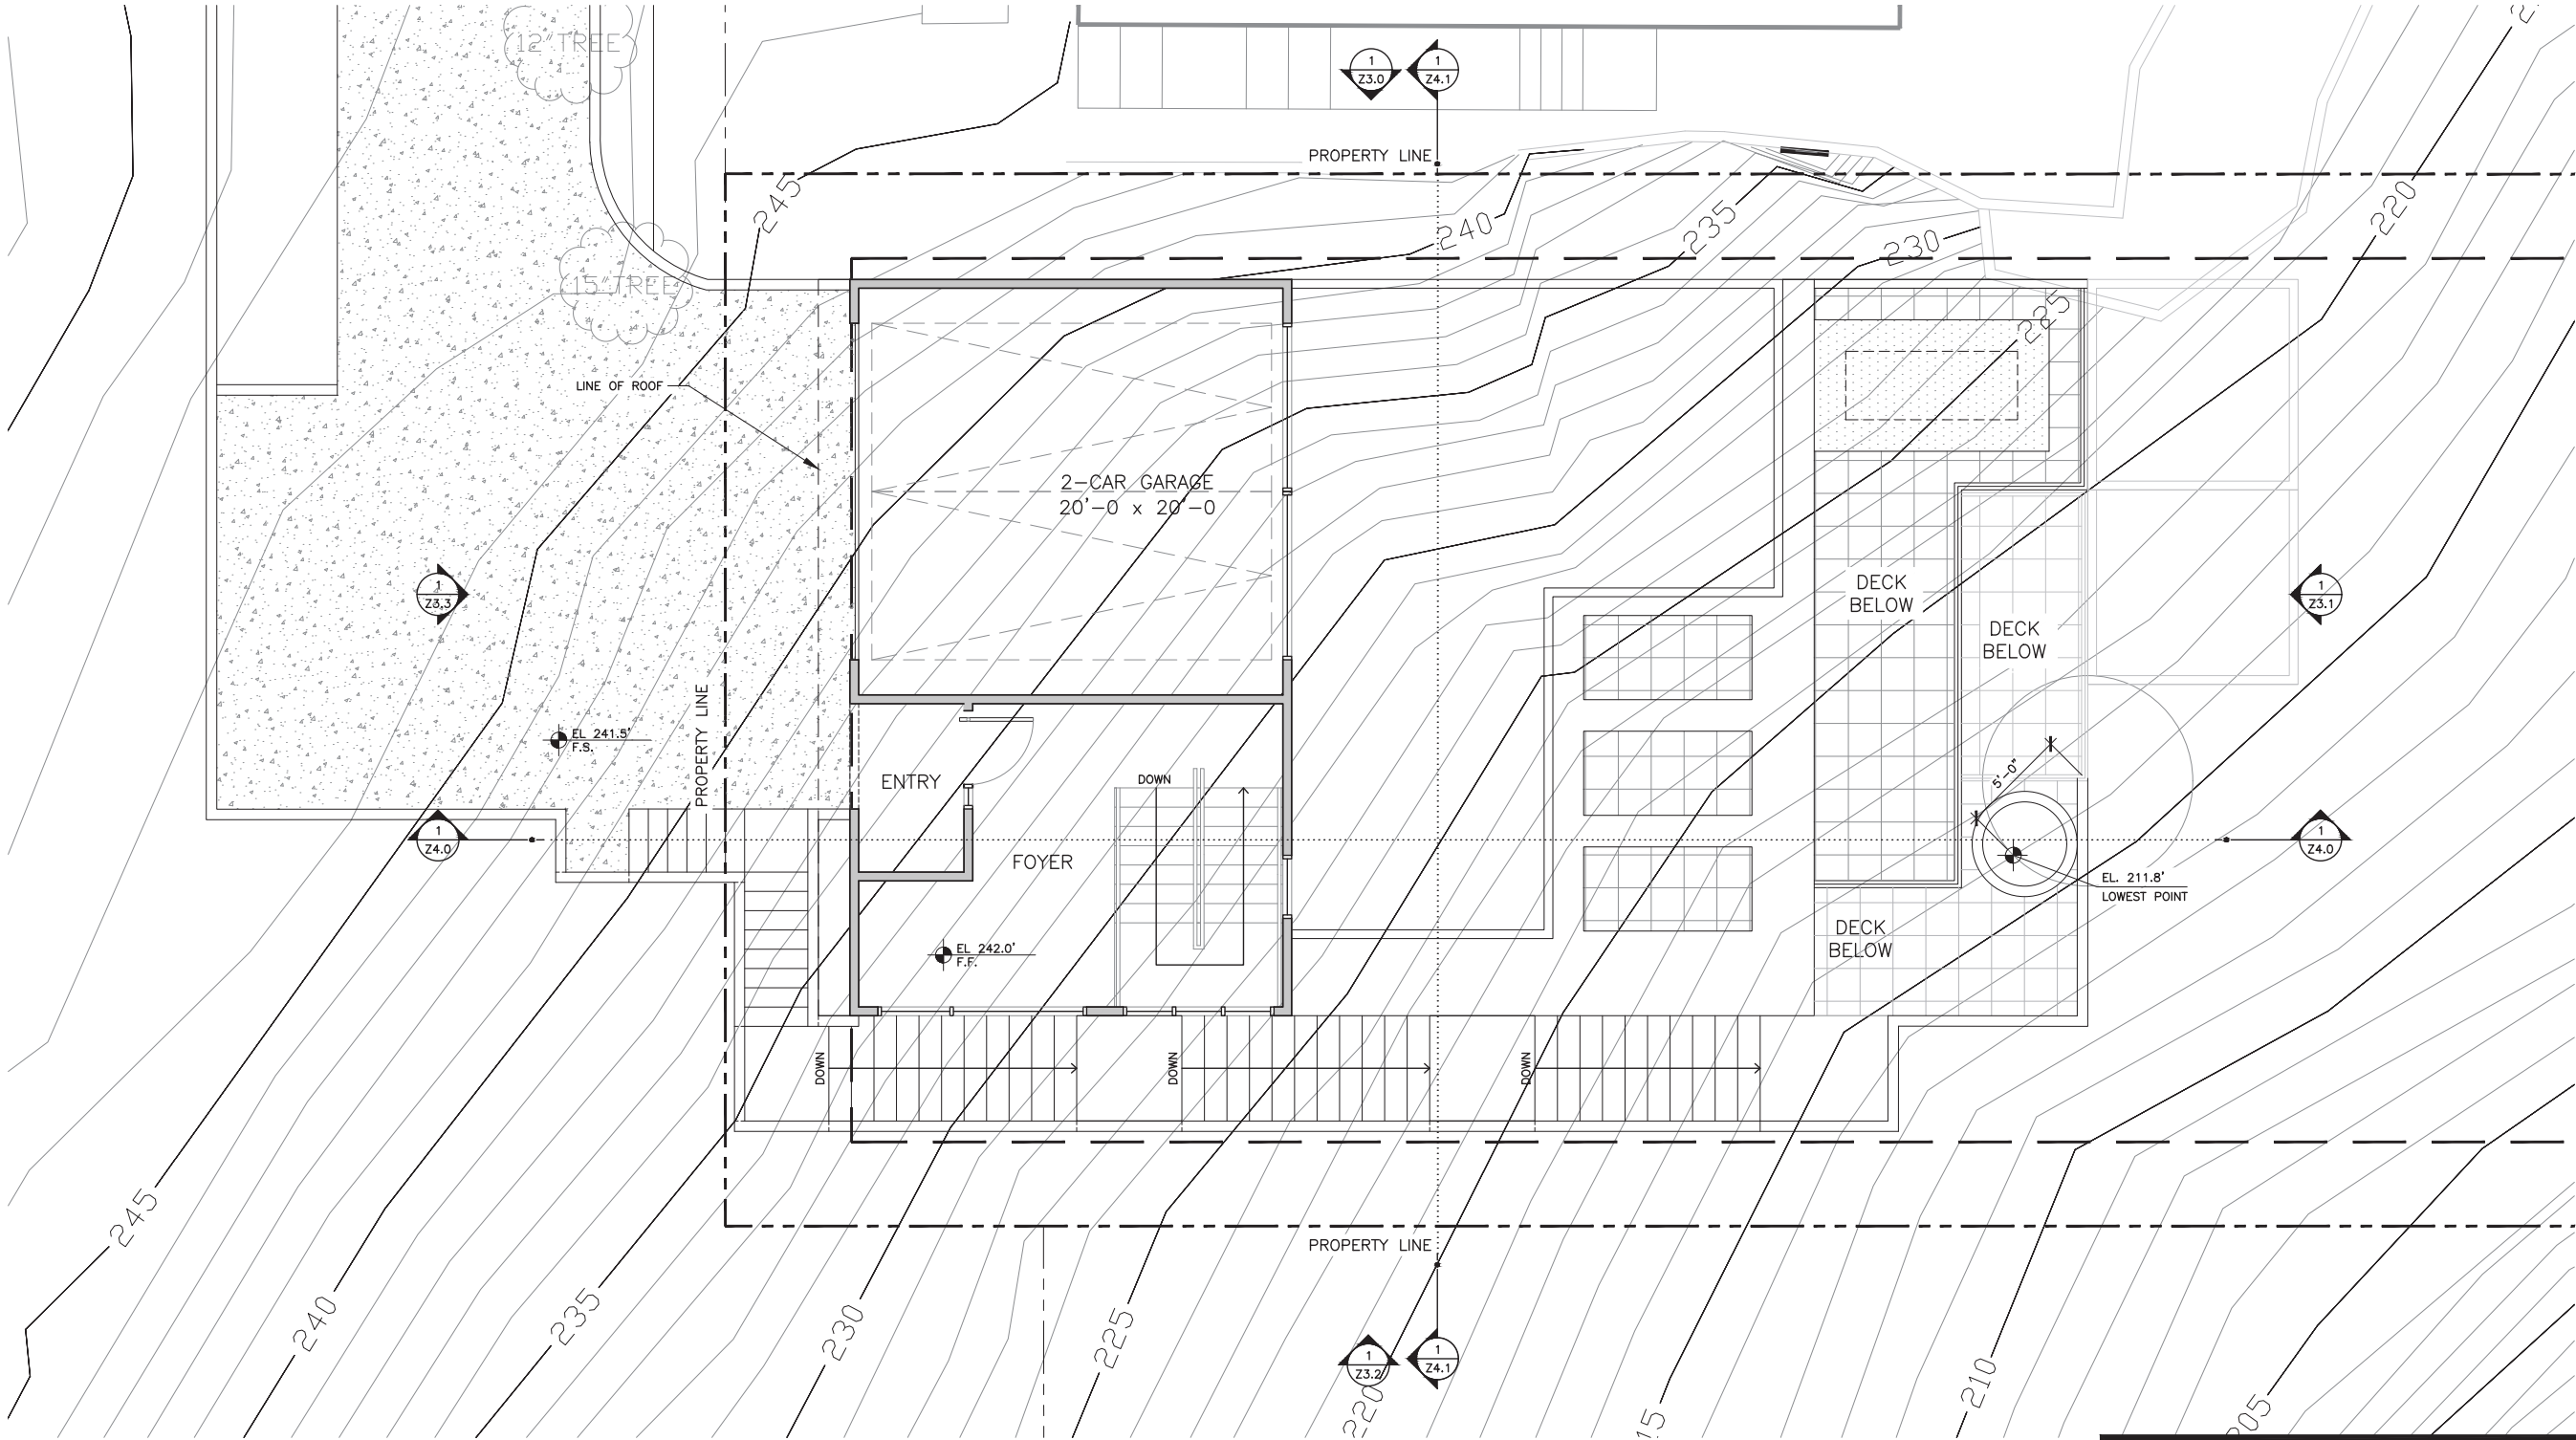 12" TREE
1
Z3.0
1
Z4.1
PROPERTY LINE
245
240
235
230
220
15" TREE
225
LINE OF ROOF
2-CAR GARAGE
20'-0 x 20'-0
1
Z3.3
DECK
BELOW
1
Z3.1
DECK
BELOW
PROPERTY LINE
EL 241.5'
F.S.
ENTRY
DOWN
5'-0"
1
Z4.0
FOYER
1
Z4.0
EL. 211.8'
LOWEST POINT
EL 242.0'
F.F.
DECK
BELOW
DOWN
DOWN
DOWN
245
PROPERTY LINE
240
235
230
225
1
Z3.2
1
Z4.1
220
15
210
205